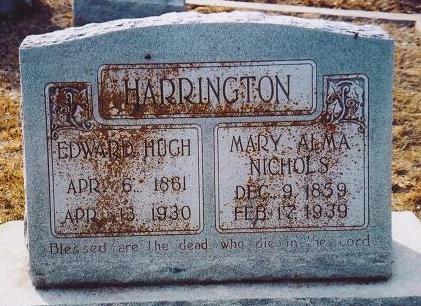 HARRINGTON
EDWARD HUGH
APR. 6, 1861
APR. 13, 1930
MARY ALMA
NICHOLS
DEC. 9, 1859
FEB. 17, 1939
Blessed are the dead who die in the Lord